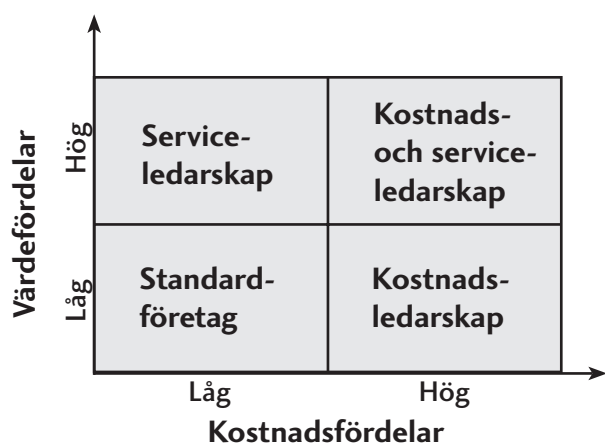 Värdefördelar
Hög
Låg
Service-
ledarskap
Kostnads-
och service-
ledarskap
Standard-
företag
Kostnads-
ledarskap
Låg
Hög
Kostnadsfördelar